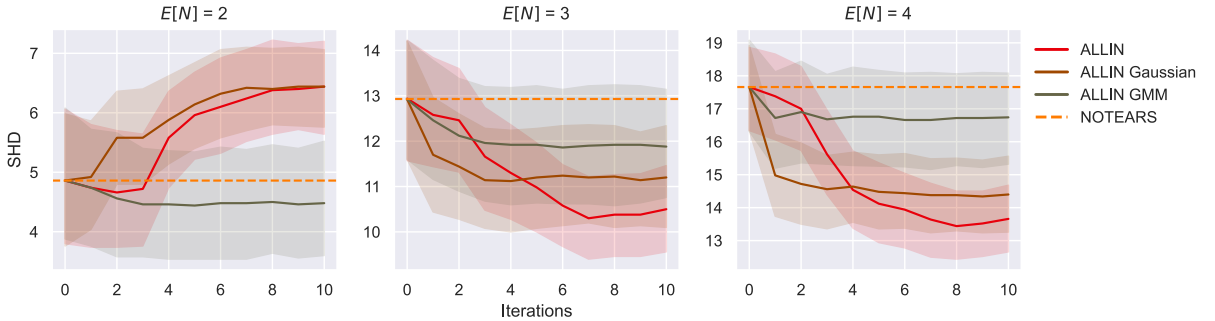 E[N] = 2
E[N] = 3
E[N] = 4
SHD
7
6
5
4
0 2 4 6 8 10
14
13
12
11
10
0 2 4 6 8 10
Iterations
19
18
17
16
15
14
13
0 2 4 6 8 10
ALLIN
ALLIN Gaussian
ALLIN GMM
NOTEARS